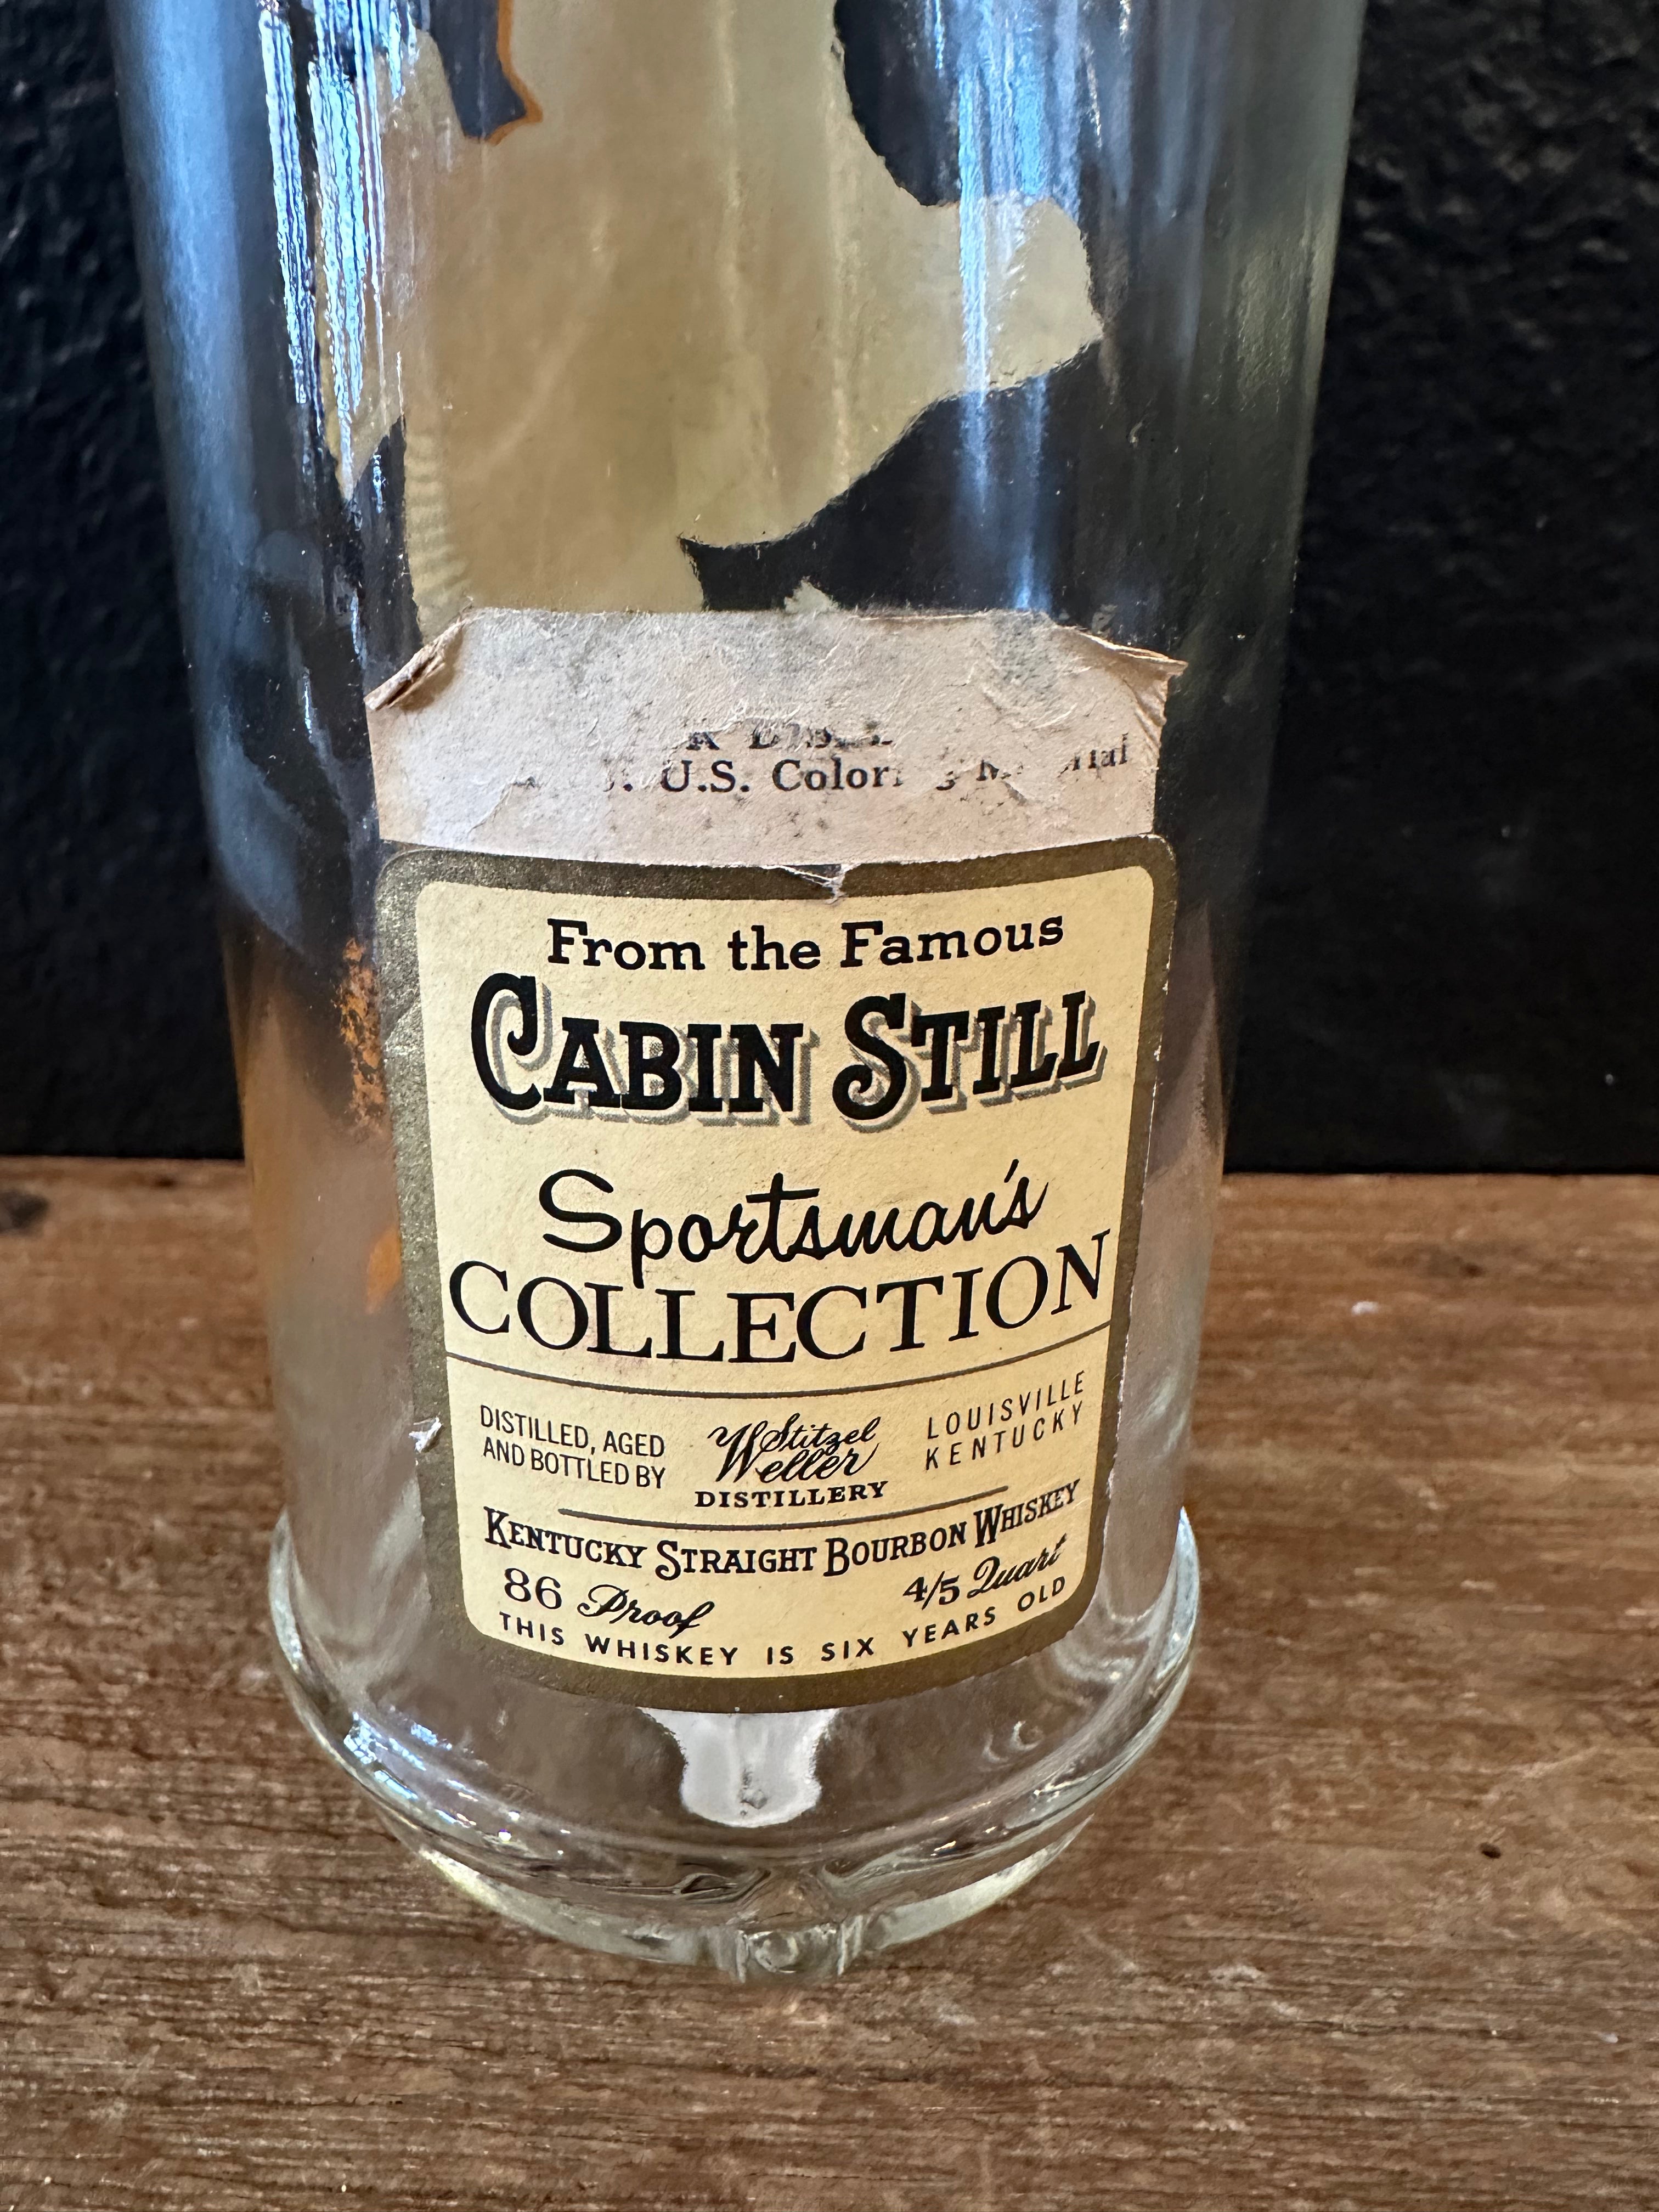 U.S.
From the Famous
CABIN STILL
Sportsman's
COLLECTION
DISTILLED, AGED
AND BOTTLED BY
Stitzel
Weller
DISTILLERY
LOUISVILLE
KENTUCKY
KENTUCKY STRAIGHT BOURBON WHISKEY
86 Proof
4/5 Quart
THIS WHISKEY IS SIX YEARS OLD